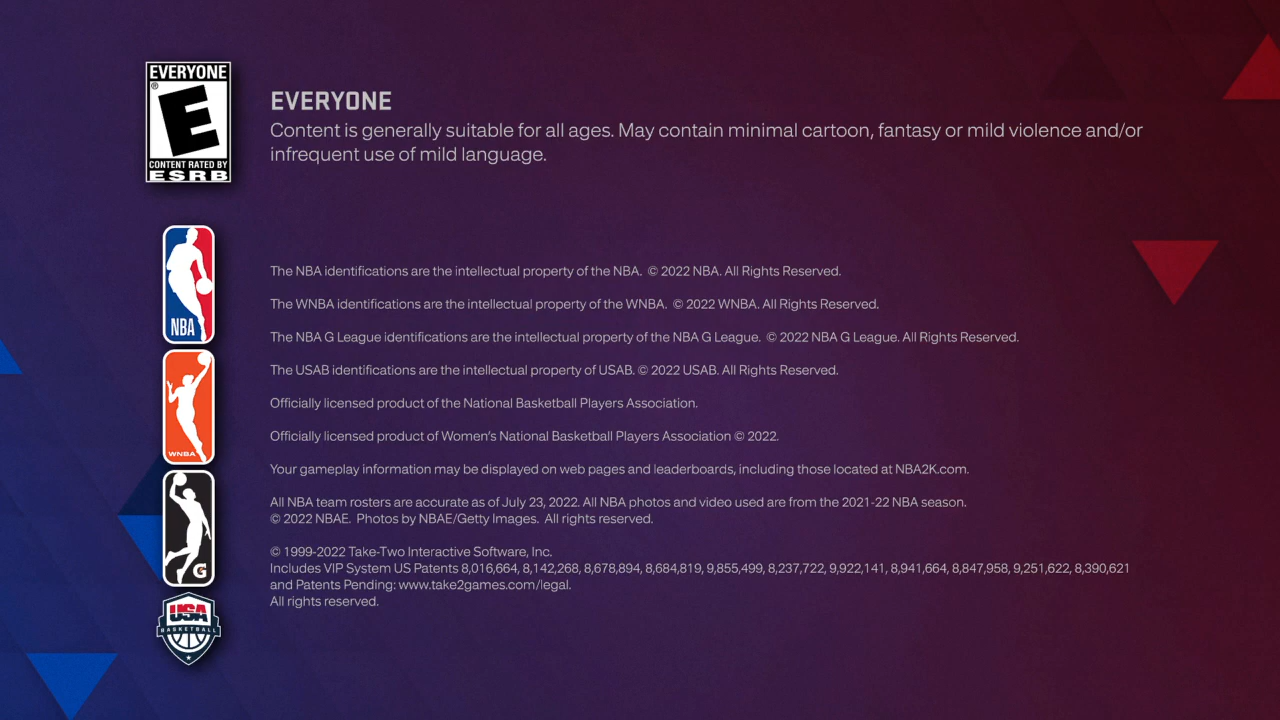 EVERYONE
®
E
CONTENT RATED BY
ESRB
EVERYONE
Content is generally suitable for all ages. May contain minimal cartoon, fantasy or mild violence and/or
infrequent use of mild language.
NBA
The NBA identifications are the intellectual property of the NBA. © 2022 NBA. All Rights Reserved.
The WNBA identifications are the intellectual property of the WNBA. © 2022 WNBA. All Rights Reserved.
The NBA G League identifications are the intellectual property of the NBA G League. © 2022 NBA G League. All Rights Reserved.
WNBA
The USAB identifications are the intellectual property of USAB. © 2022 USAB. All Rights Reserved.
Officially licensed product of the National Basketball Players Association.
Officially licensed product of Women's National Basketball Players Association © 2022.
Your gameplay information may be displayed on web pages and leaderboards, including those located at NBA2K.com.
G
All NBA team rosters are accurate as of July 23, 2022. All NBA photos and video used are from the 2021-22 NBA season.
© 2022 NBAE. Photos by NBAE/Getty Images. All rights reserved.
© 1999-2022 Take-Two Interactive Software, Inc.
Includes VIP System US Patents 8,016,664, 8,142,268, 8,678,894, 8,684,819, 9,855,499, 8,237,722, 9,922,141, 8,941,664, 8,847,958, 9,251,622, 8,390,621
and Patents Pending: www.take2games.com/legal.
All rights reserved.
USA
BASKETBALL